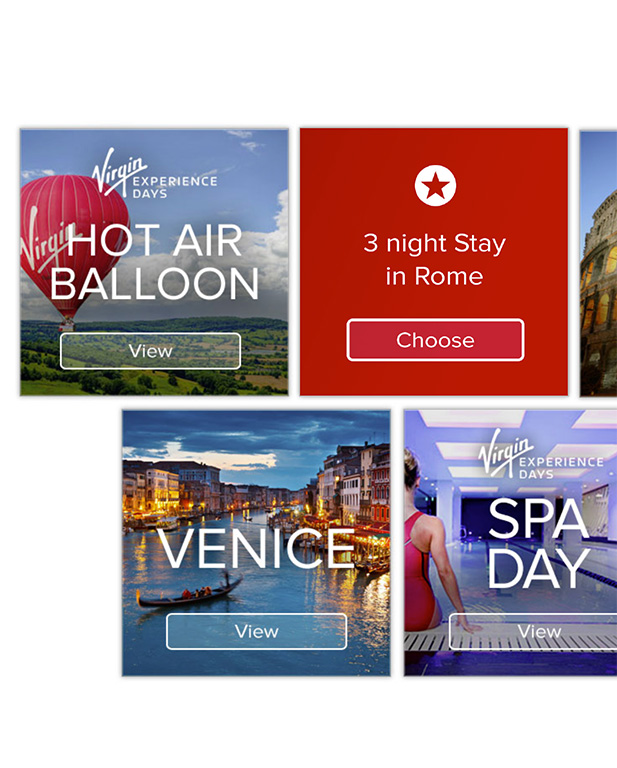 Virgin EXPERIENCE
DAYS
Virgin
HOT AIR
BALLOON
View
3 night Stay
in Rome
Choose
VENICE
View
Virgin EXPERIENCE
DAYS
SPA
DAY
View